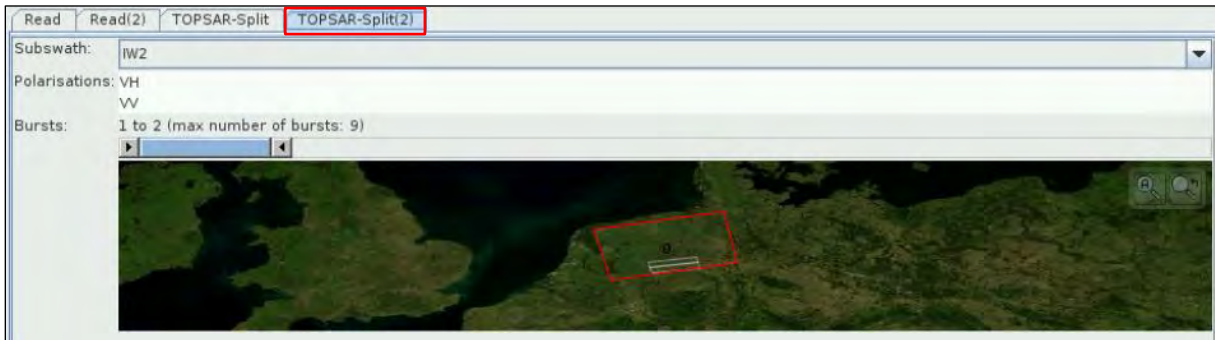 Read Read(2) TOPSAR-Split TOPSAR-Split(2)
Subswath: IW2
Polarisations: VH
VV
Bursts: 1 to 2 (max number of bursts: 9)